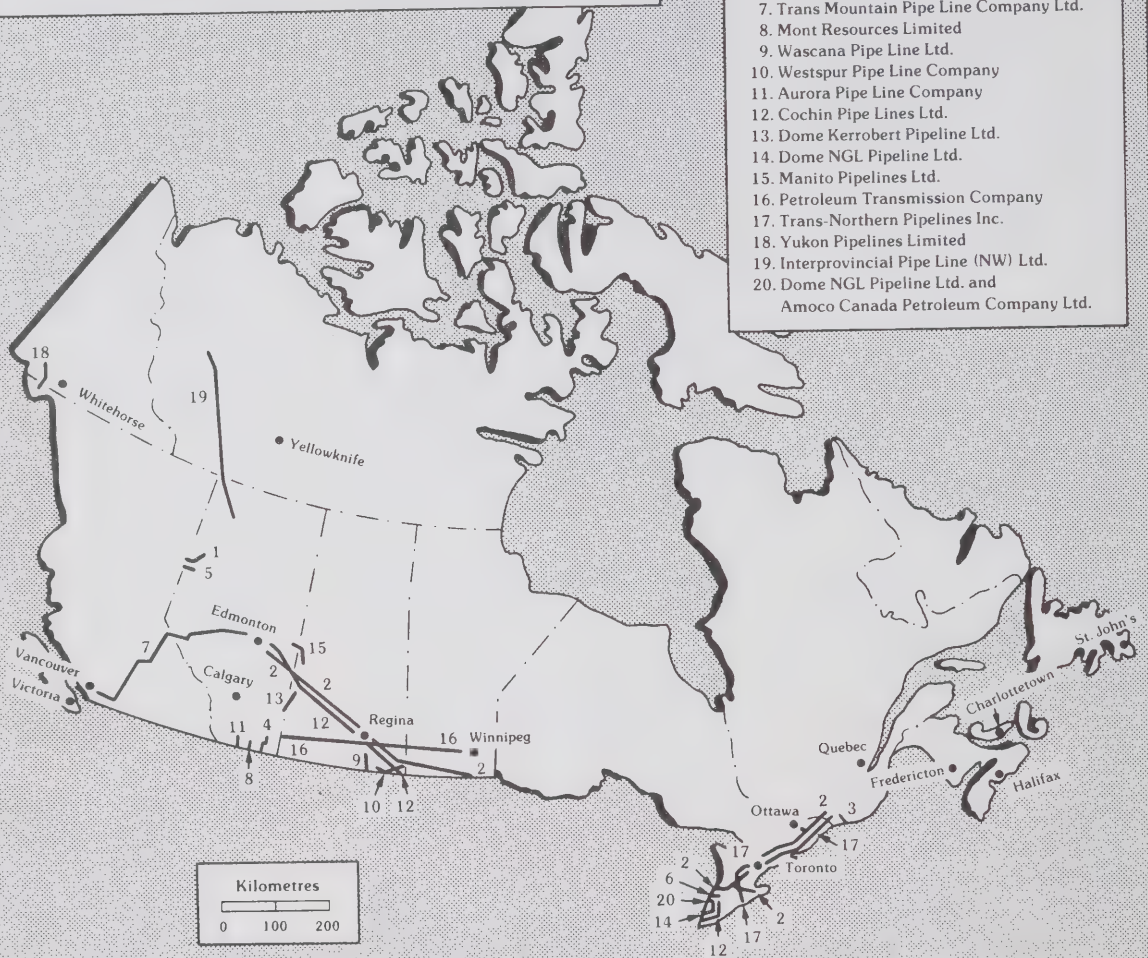 7. Trans Mountain Pipe Line Company Ltd.
8. Mont Resources Limited
9. Wascana Pipe Line Ltd.
10. Westspur Pipe Line Company
11. Aurora Pipe Line Company
12. Cochin Pipe Lines Ltd.
13. Dome Kerrobert Pipeline Ltd.
14. Dome NGL Pipeline Ltd.
15. Manito Pipelines Ltd.
16. Petroleum Transmission Company
17. Trans-Northern Pipelines Inc.
18. Yukon Pipelines Limited
19. Interprovincial Pipe Line (NW) Ltd.
20. Dome NGL Pipeline Ltd. and
Amoco Canada Petroleum Company Ltd.
18
Whitehorse
19
Yellowknife
1
5
Edmonton
7
15
2
2
Vancouver
Calgary
Victoria
13
12
Regina
11
4
16
16
Winnipeg
8
9
2
10
12
St. John's
Charlottetown
Quebec
Fredericton
Halifax
Ottawa
2
3
17
17
Toronto
2
6
20
14
2
17
12
Kilometres
0 100 200